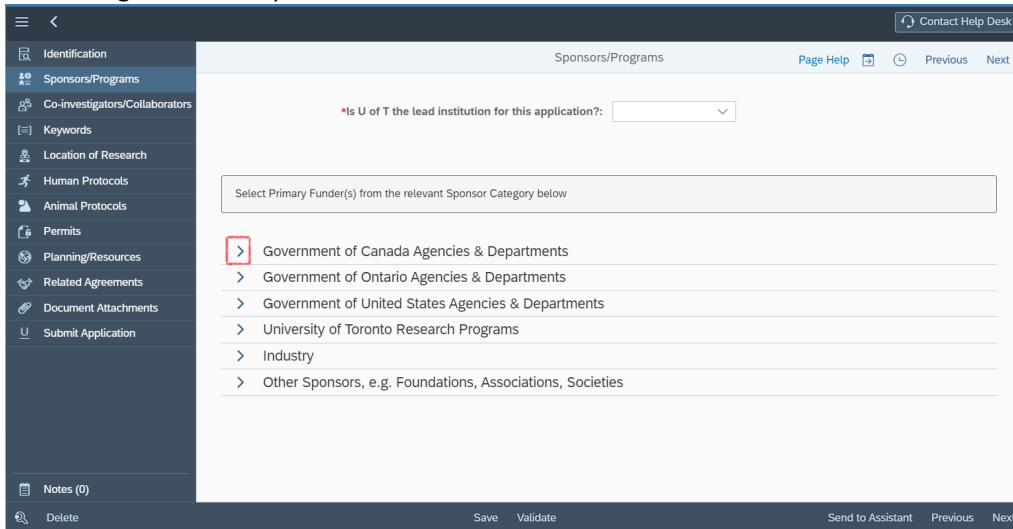 Contact Help Desk
Identification
Sponsors/Programs
Co-investigators/Collaborators
Keywords
Location of Research
Human Protocols
Animal Protocols
Permits
Planning/Resources
Related Agreements
Document Attachments
Submit Application
Notes (0)
Sponsors/Programs
Page Help
Previous
Next
*Is U of T the lead institution for this application?:
Select Primary Funder(s) from the relevant Sponsor Category below
Government of Canada Agencies & Departments
Government of Ontario Agencies & Departments
Government of United States Agencies & Departments
University of Toronto Research Programs
Industry
Other Sponsors, e.g. Foundations, Associations, Societies
Delete
Save
Validate
Send to Assistant
Previous
Next